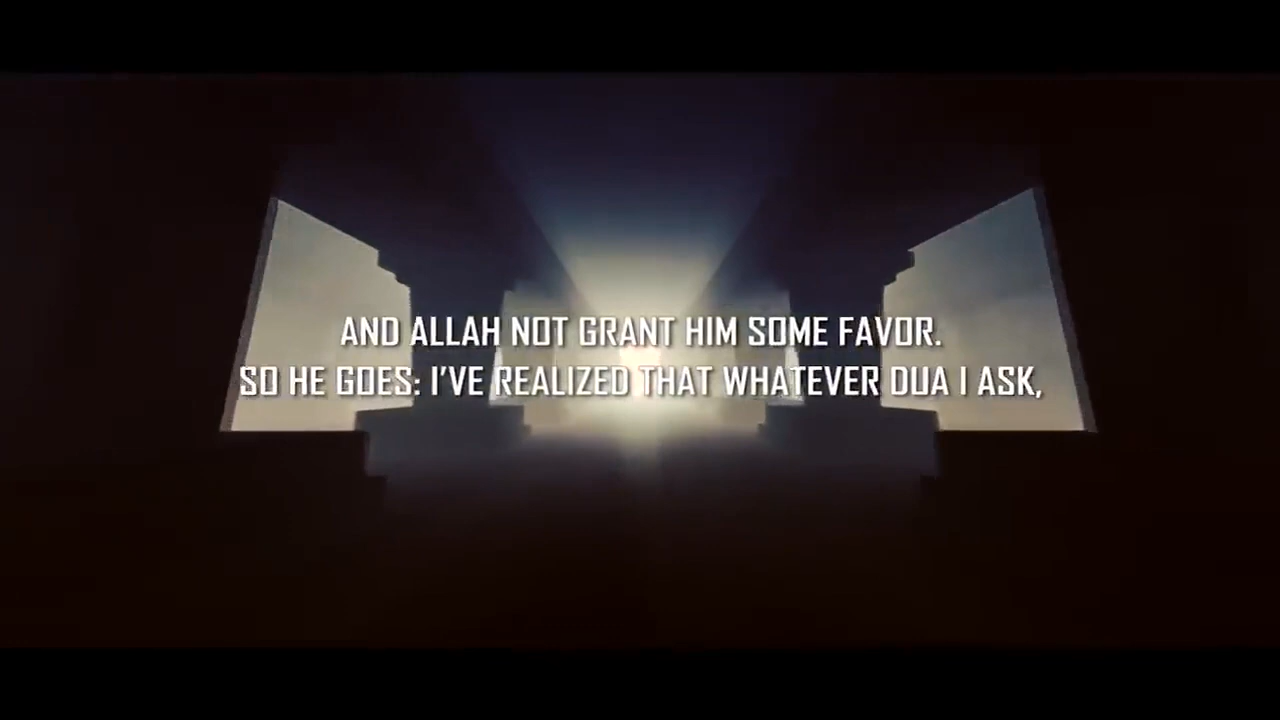 AND ALLAH NOT GRANT HIM SOME FAVOR.
SO HE GOES: I'VE REALIZED THAT WHATEVER DUA I ASK,